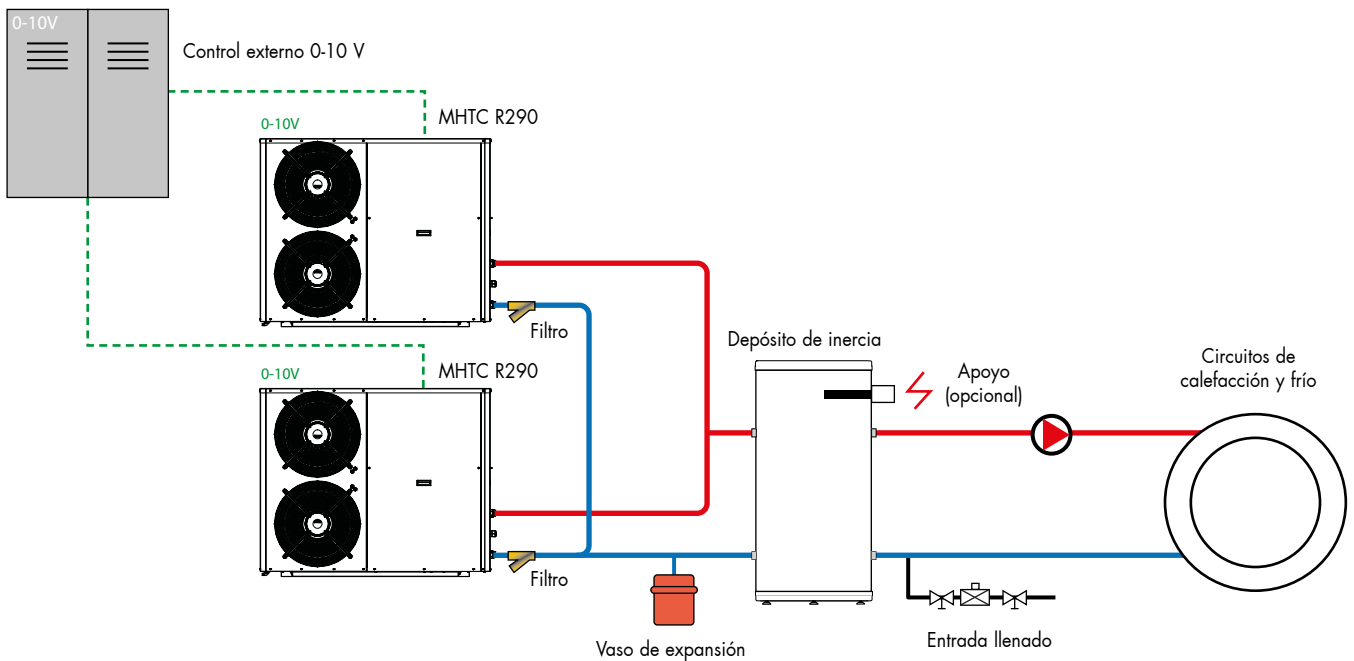 0-10V
Control externo 0-10 V
MHTC R290
0-10V
Filtro
MHTC R290
0-10V
Filtro
Depósito de inercia
Apoyo
(opcional)
Circuitos de
calefacción y frío
Vaso de expansión
Entrada llenado